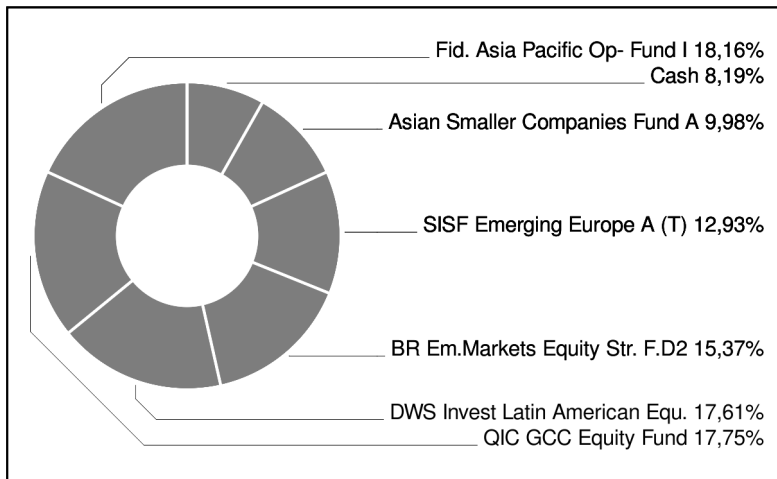 Fid. Asia Pacific Op- Fund I 18,16%
Cash 8,19%
Asian Smaller Companies Fund A 9,98%
SISF Emerging Europe A (T) 12,93%
BR Em.Markets Equity Str. F.D2 15,37%
DWS Invest Latin American Equ. 17,61%
QIC GCC Equity Fund 17,75%